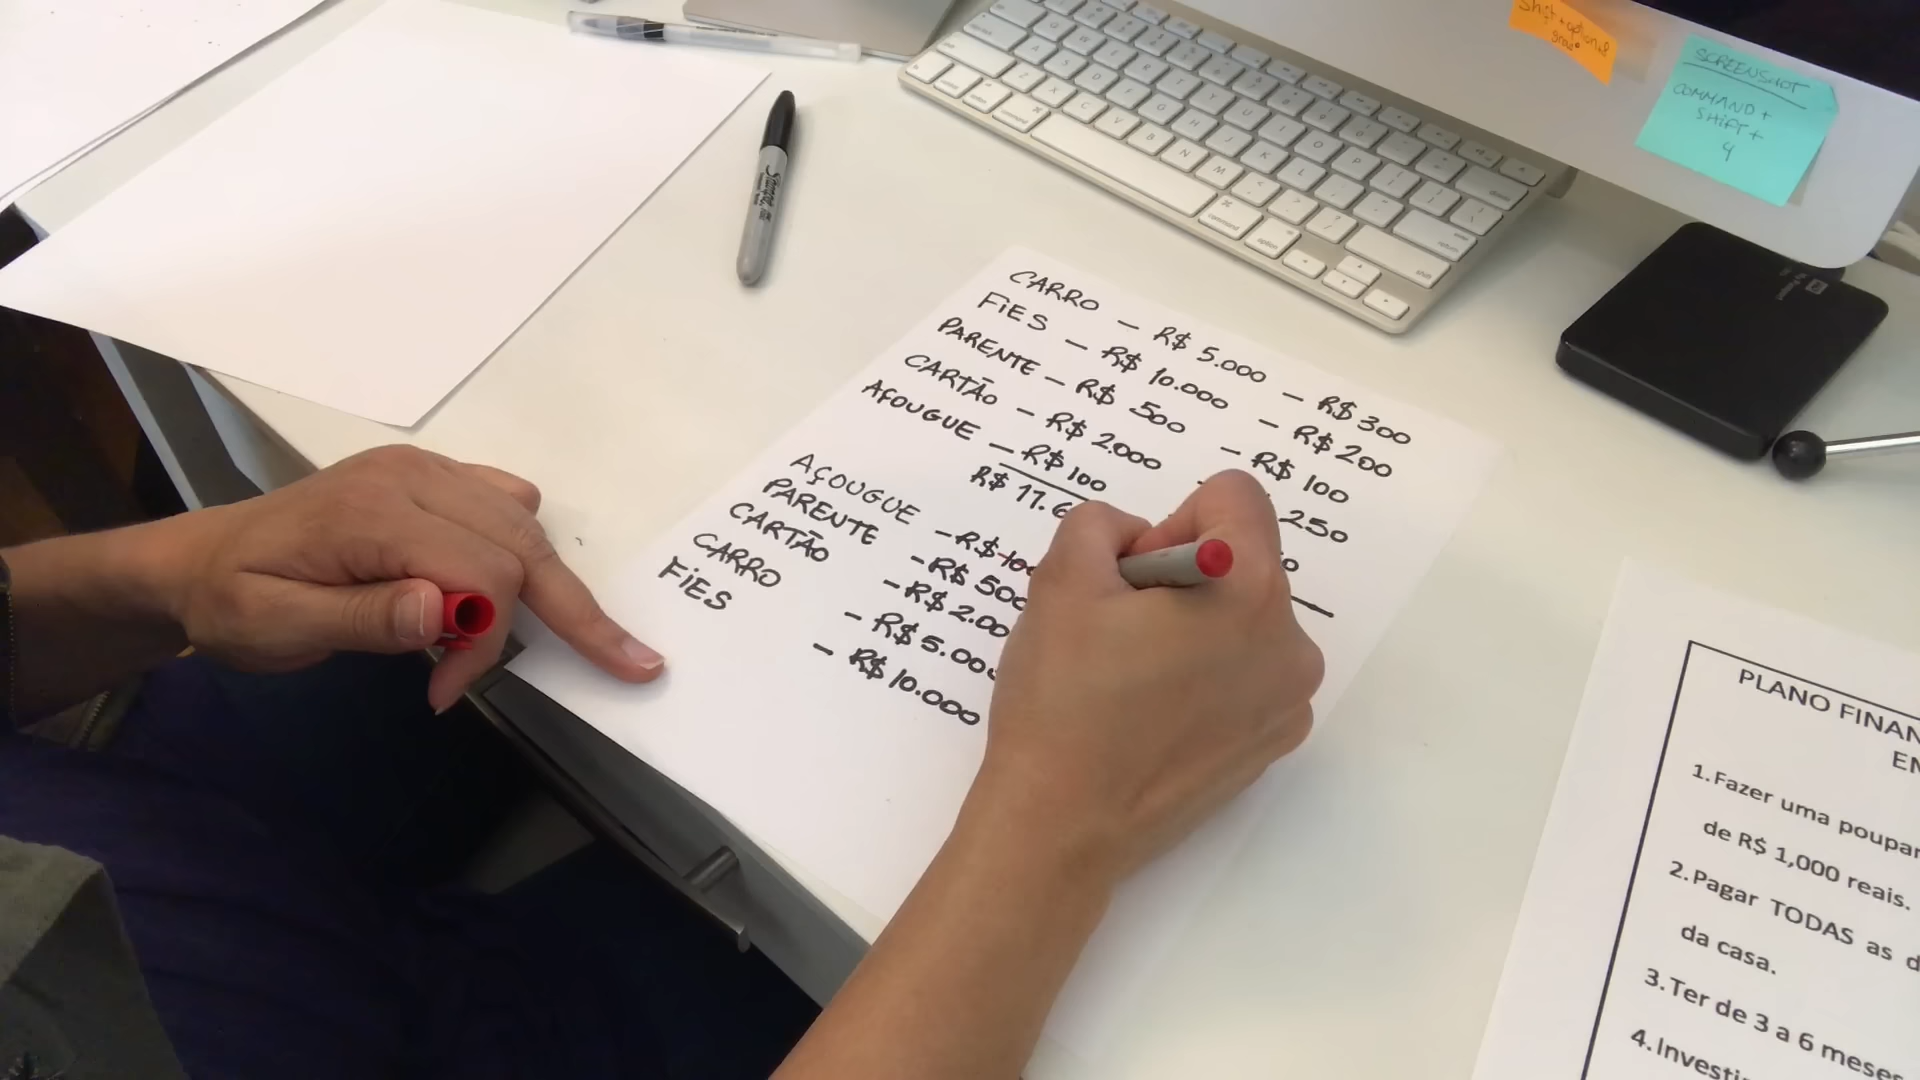 SCREENSHOT
COMMAND +
SHIFT +
4
Sharpie
CARRO – R$ 5.000 – R$ 300
FIES – R$ 10.000 – R$ 200
PARENTE – R$ 500 – R$ 100
CARTÃO – R$ 2.000 250
AÇOUGUE – R$ 100
R$ 17.6
AÇOUGUE – R$ 100
PARENTE – R$ 500
CARTÃO – R$ 2.00
CARRO – R$ 5.00
FIES – R$ 10.000
PLANO FINAN
EM
1. Fazer uma poupan
de R$ 1,000 reais.
2. Pagar TODAS as d
da casa.
3. Ter de 3 a 6 meses
4. Investi